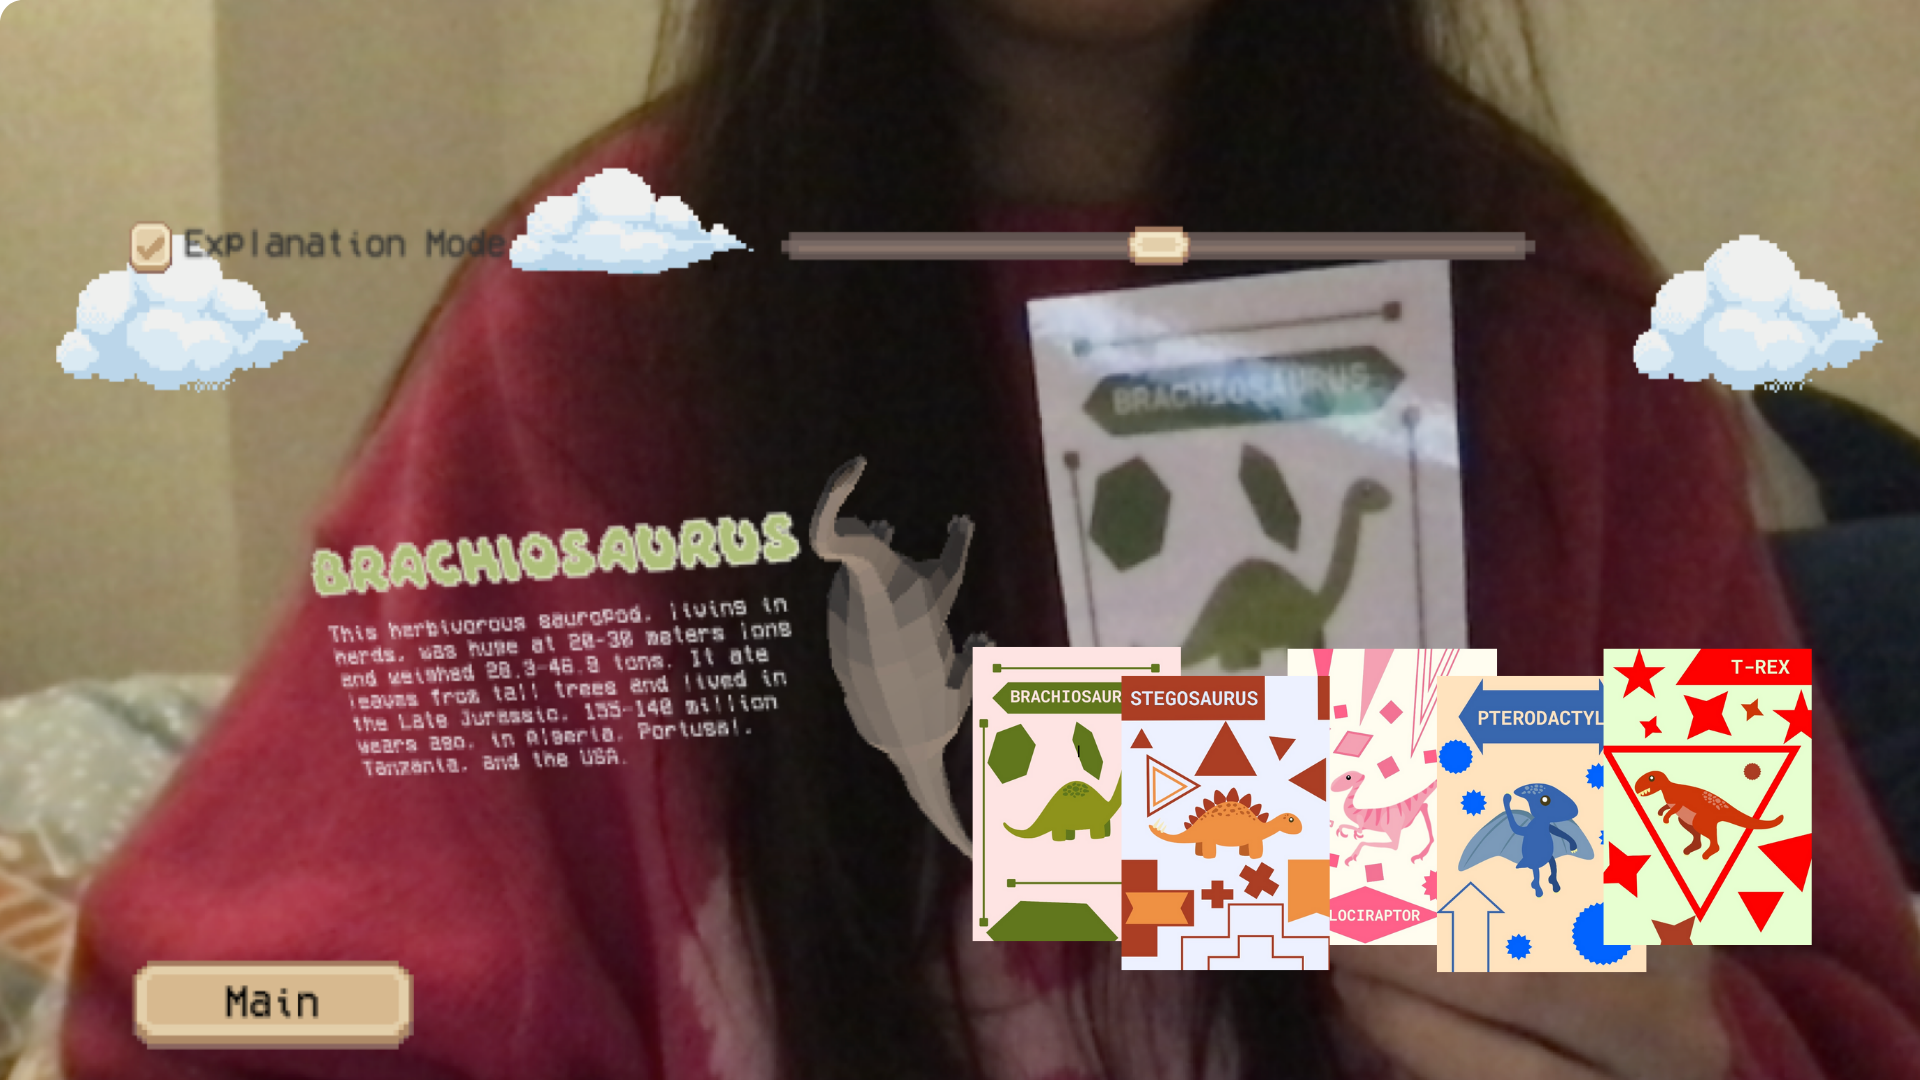 Explanation Mode
BRACHIOSAURUS
BRACHIOSAURUS
This herbivorous sauropod, living in
herds, was huge at 20-30 meters long
and weighed 28.3-46.9 tons. It ate
leaves from tall trees and lived in
the Late Jurassic, 155-140 million
years ago, in Algeria, Portugal,
Tanzania, and the USA.
BRACHIOSAUR
STEGOSAURUS
LOCIRAPTOR
PTERODACTYL
T-REX
Main